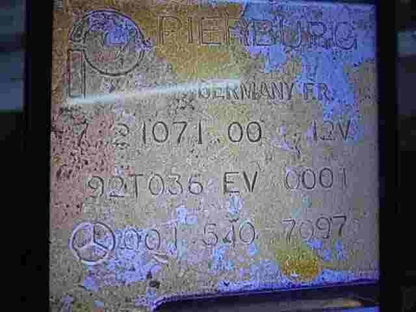 PIERBURG
GERMANY F.R.
7.21071.00 12V
92T036 EV 0001
001 540 7097